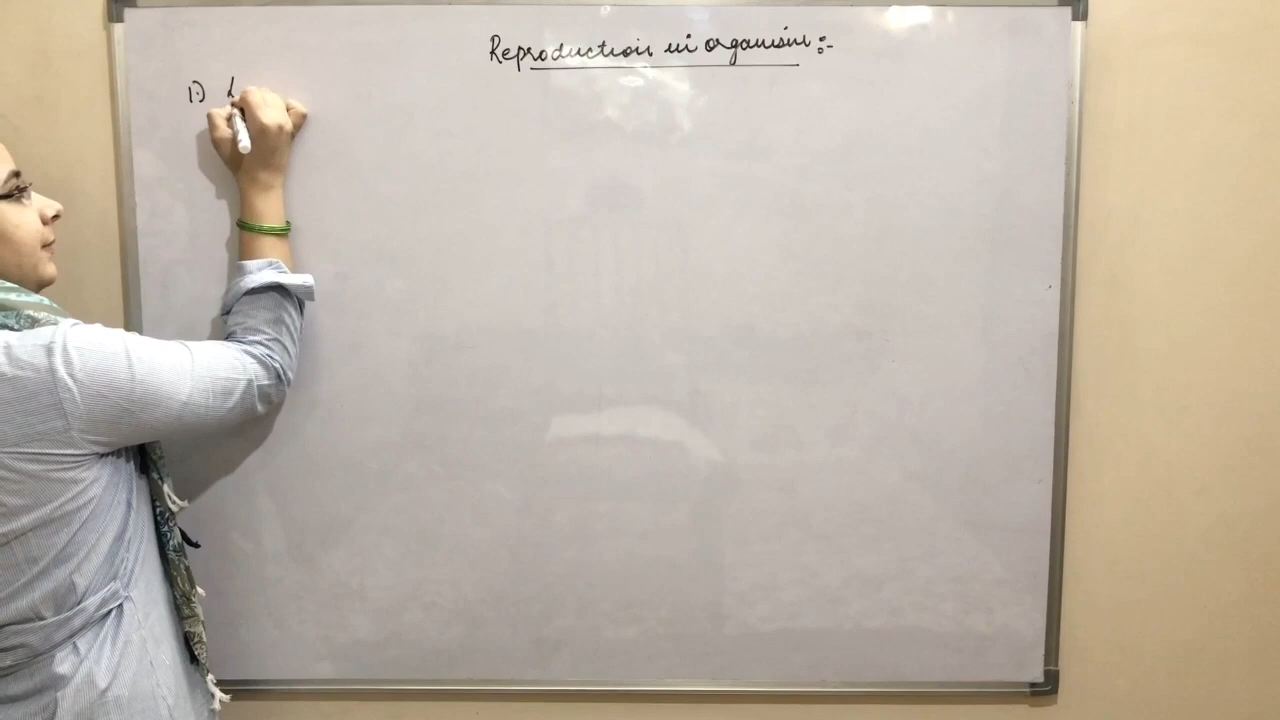 Reproduction in organism :-
1)